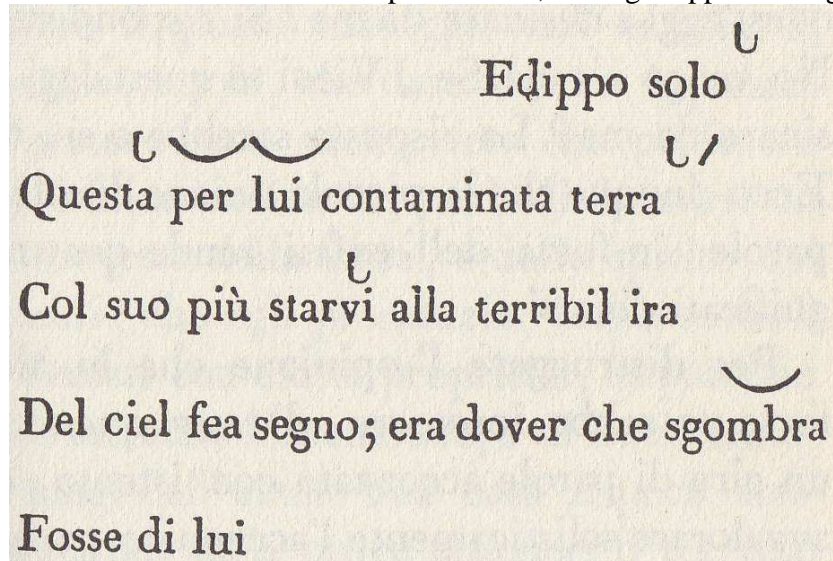 Edippo solo
Questa per lui contaminata terra
Col suo più starvi alla terribil ira
Del ciel fea segno; era dover che sgombra
Fosse di lui